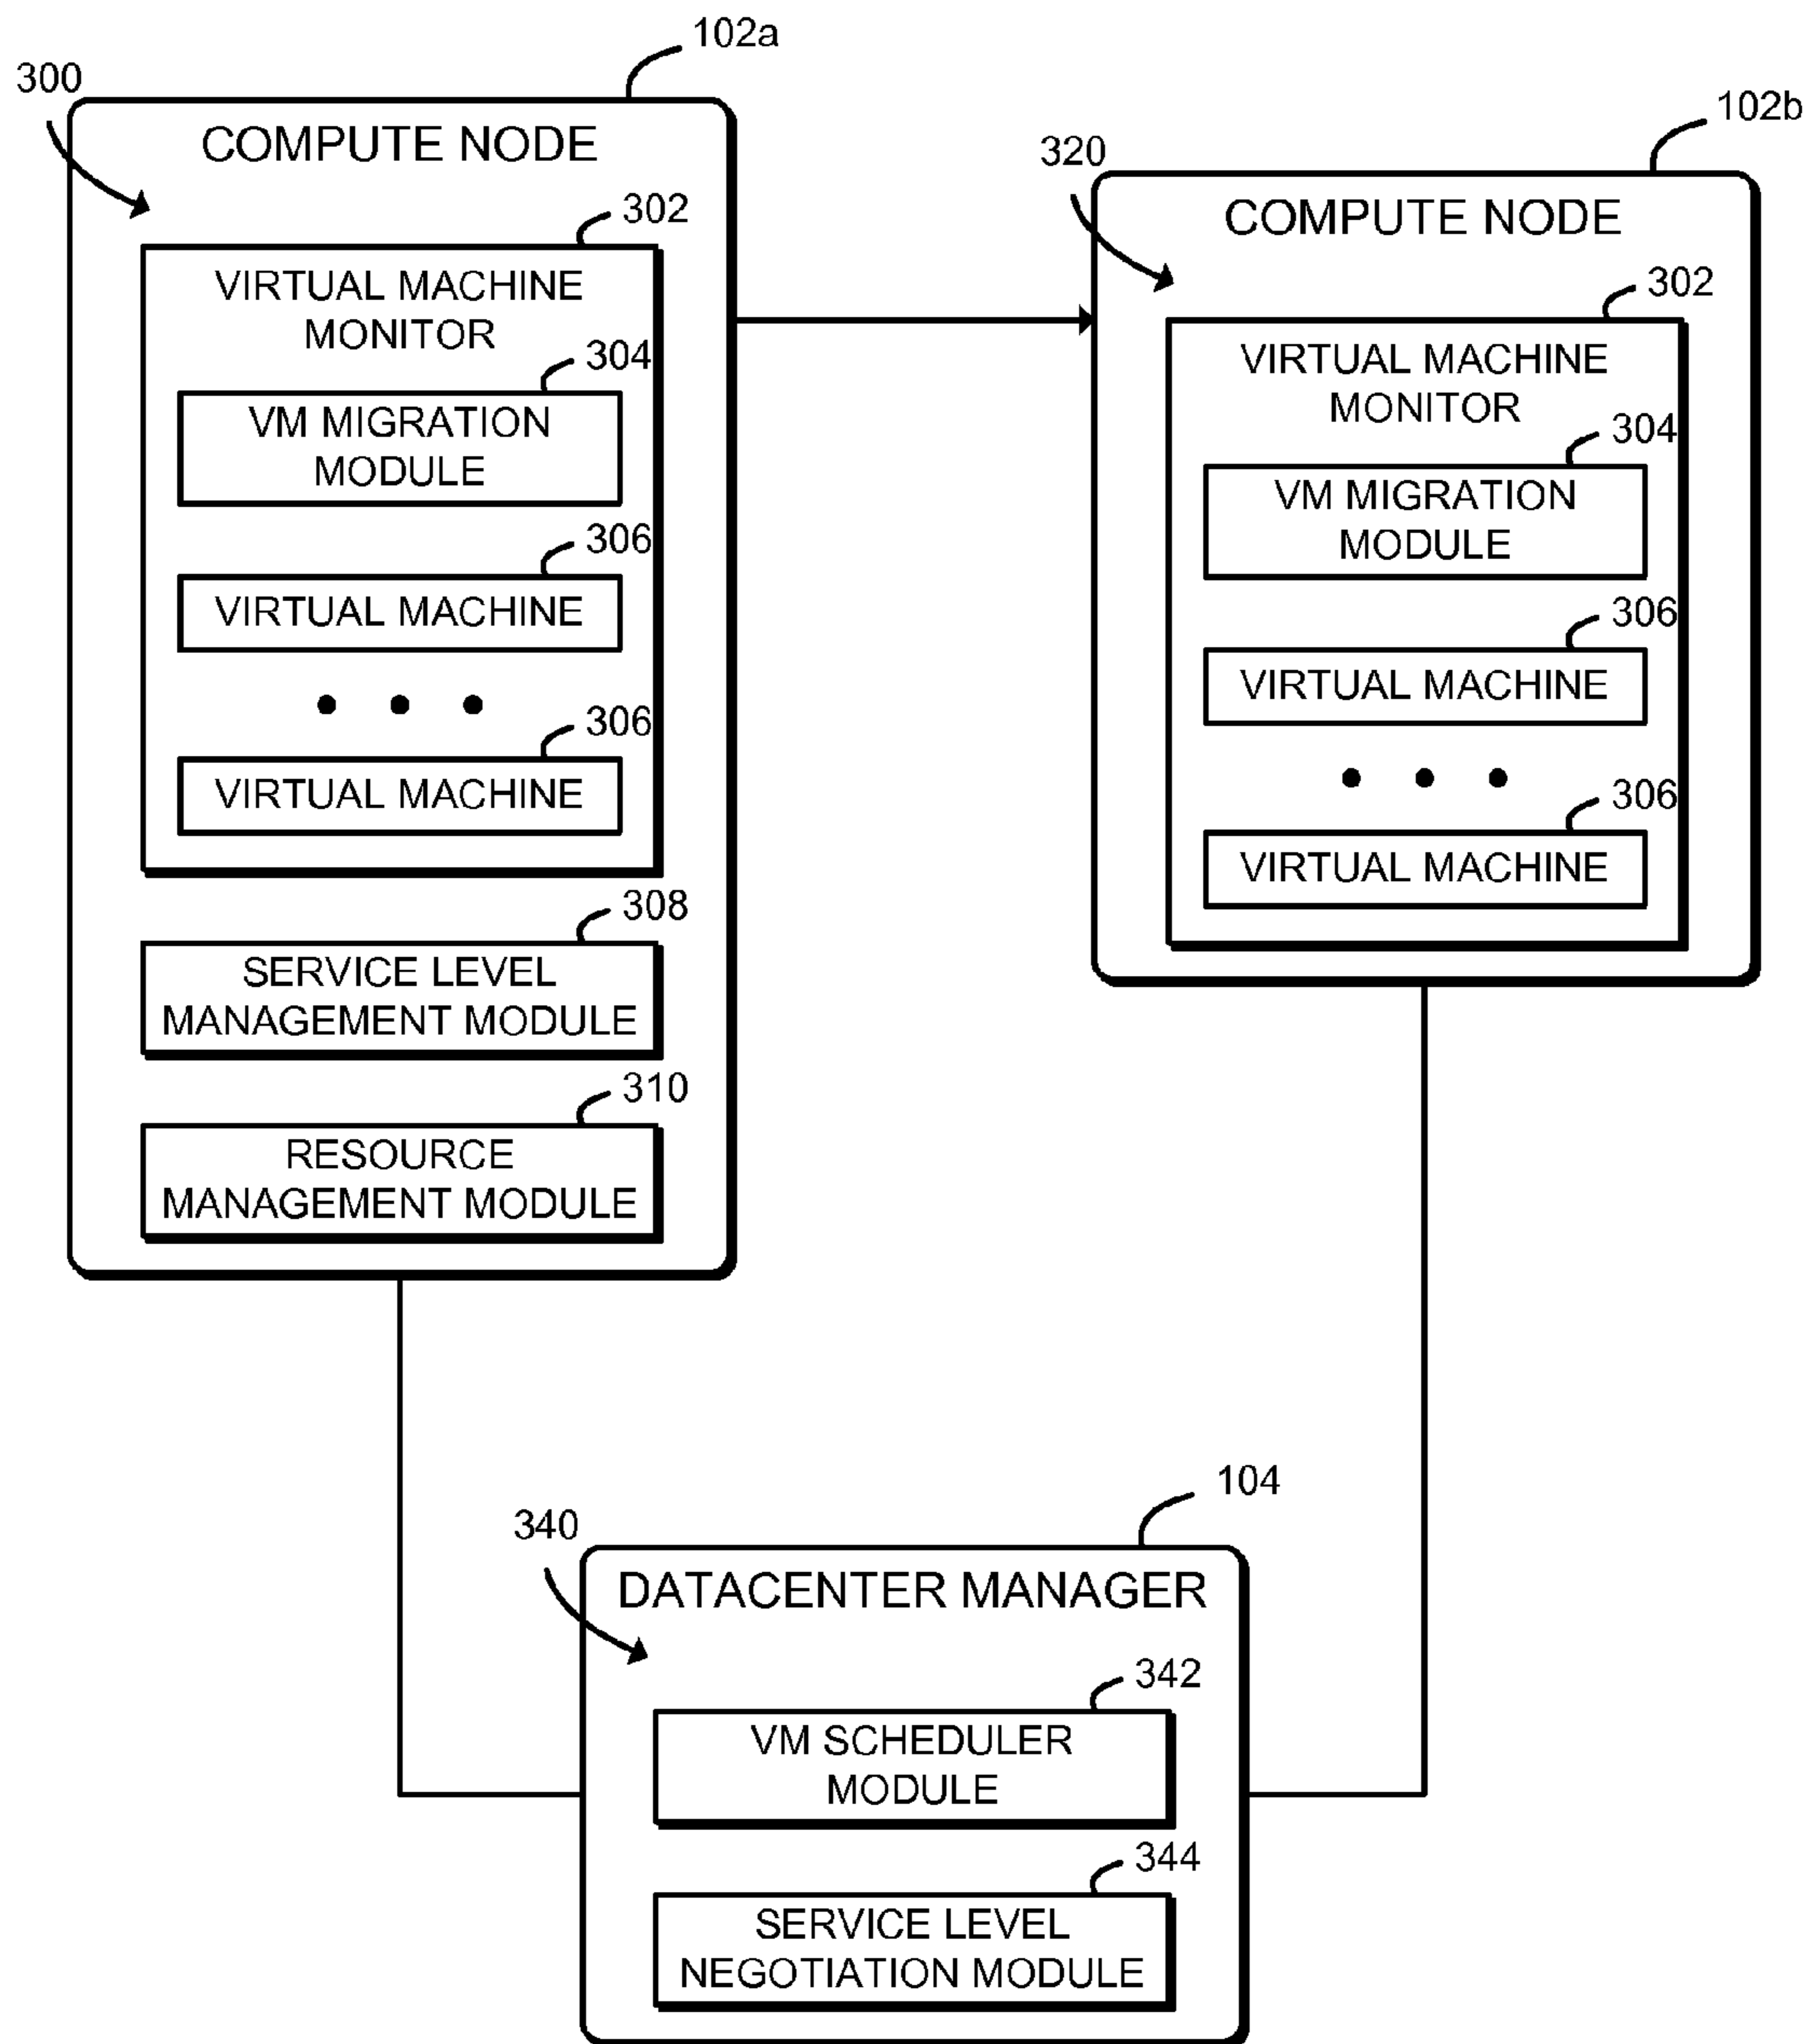 102a
300
COMPUTE NODE
302
VIRTUAL MACHINE
MONITOR
304
VM MIGRATION
MODULE
306
VIRTUAL MACHINE
306
VIRTUAL MACHINE
308
SERVICE LEVEL
MANAGEMENT MODULE
310
RESOURCE
MANAGEMENT MODULE
102b
320
COMPUTE NODE
302
VIRTUAL MACHINE
MONITOR
304
VM MIGRATION
MODULE
306
VIRTUAL MACHINE
306
VIRTUAL MACHINE
104
340
DATACENTER MANAGER
342
VM SCHEDULER
MODULE
344
SERVICE LEVEL
NEGOTIATION MODULE